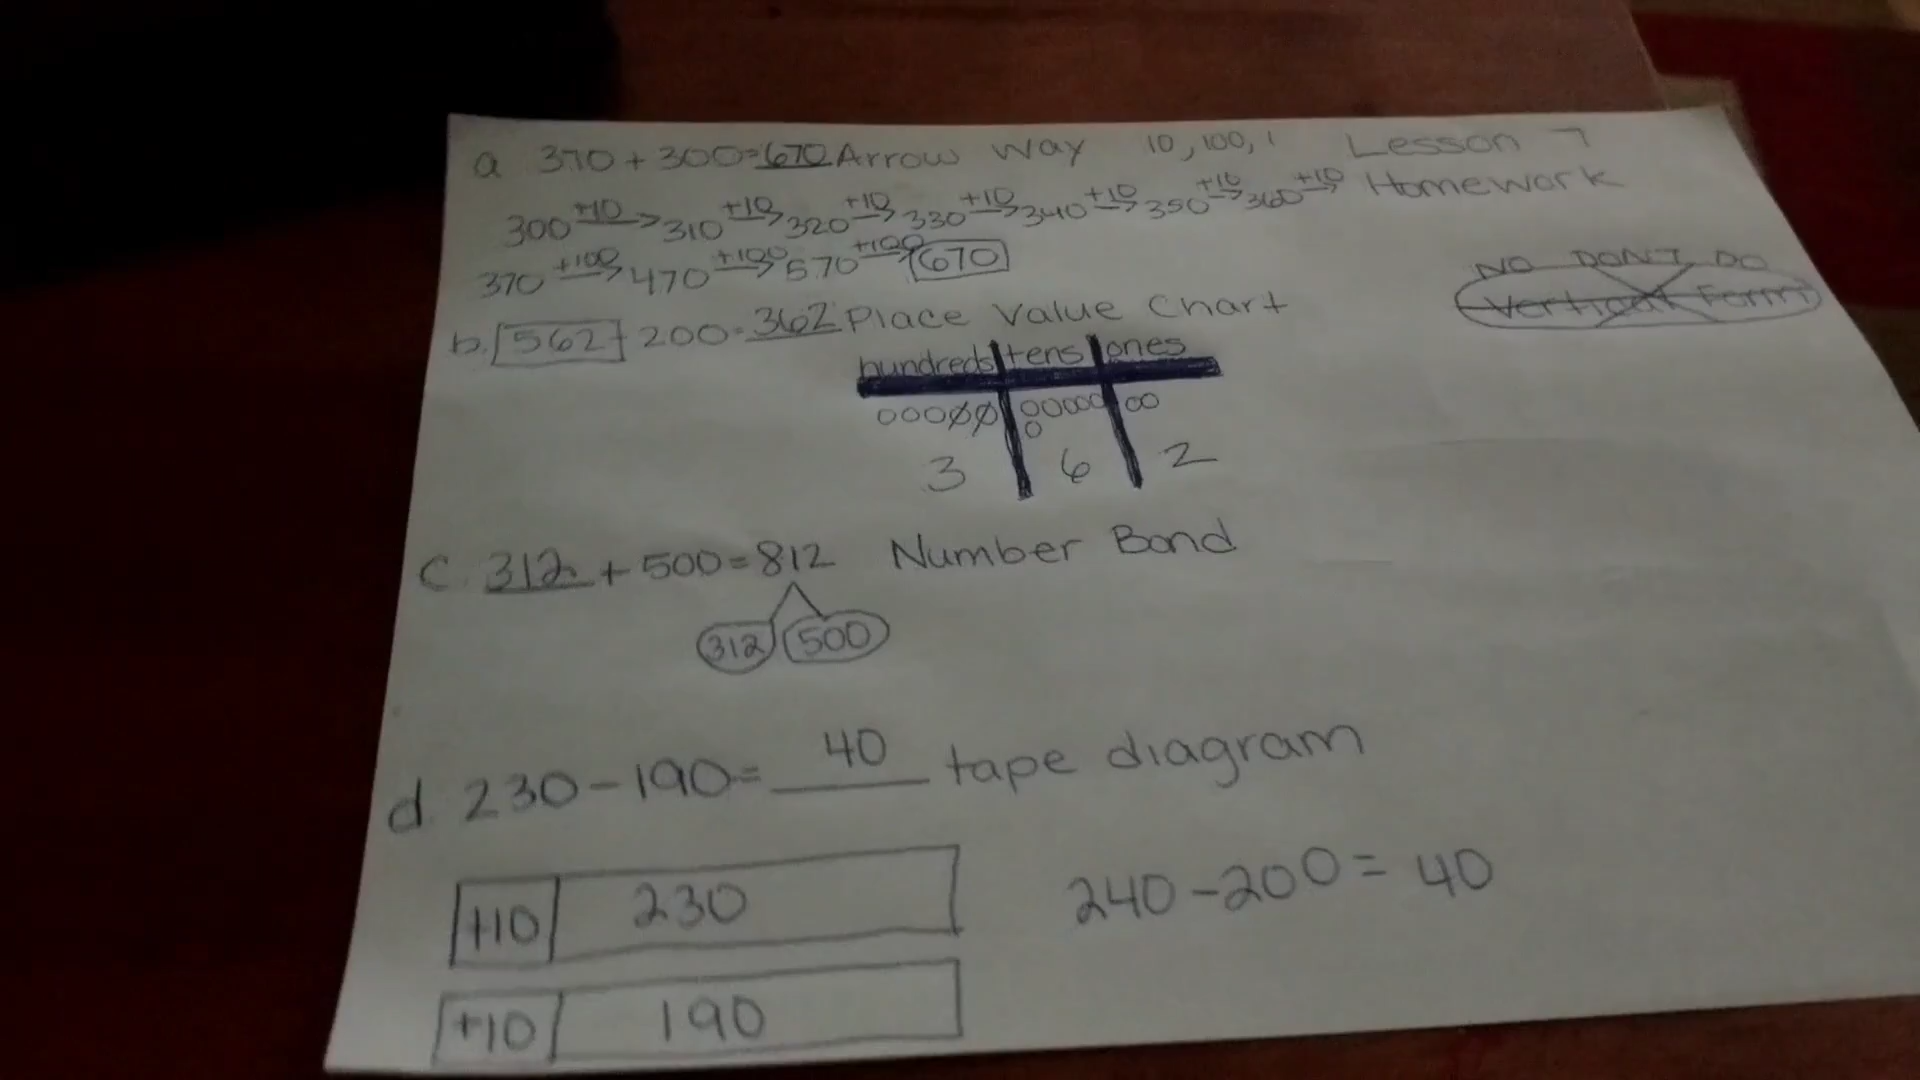 a 370 + 300 = 670 Arrow Way 10, 100, 1 Lesson 7
Homework
300 +10 → 310 +10 → 320 +10 → 330 +10 → 340 +10 → 350 +10 → 360 +10 →
370 +100 → 470 +100 → 570 +100 → 670
NO DON'T DO
Vertical Form
b. 562 - 200 = 362 Place Value Chart
hundreds tens ones
3 6 2
c. 312 + 500 = 812 Number Bond
312 500
d. 230 - 190 = 40 tape diagram
+10 230
240 - 200 = 40
+10 190